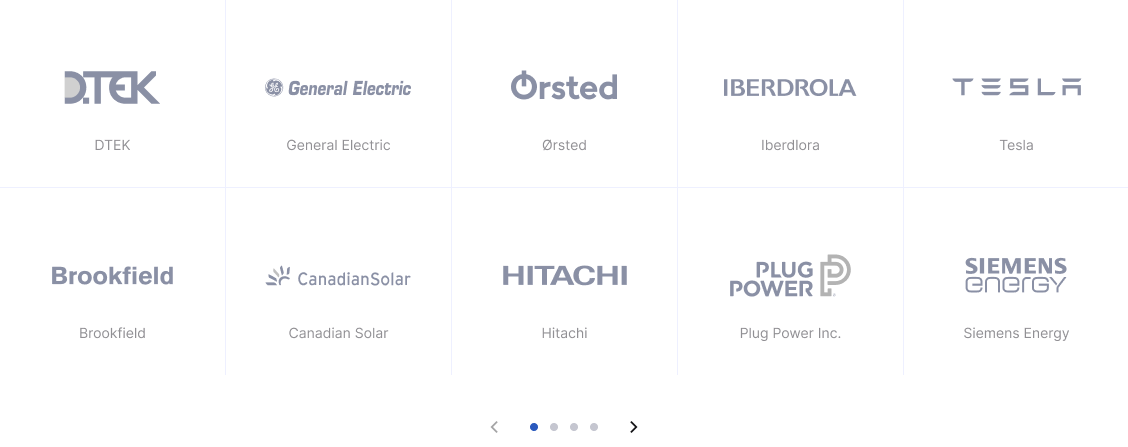 DTEK
General Electric
Ørsted
IBERDROLA
TESLA
DTEK
General Electric
Ørsted
Iberdlora
Tesla
Brookfield
CanadianSolar
HITACHI
PLUG
POWER
SIEMENS
energy
Brookfield
Canadian Solar
Hitachi
Plug Power Inc.
Siemens Energy